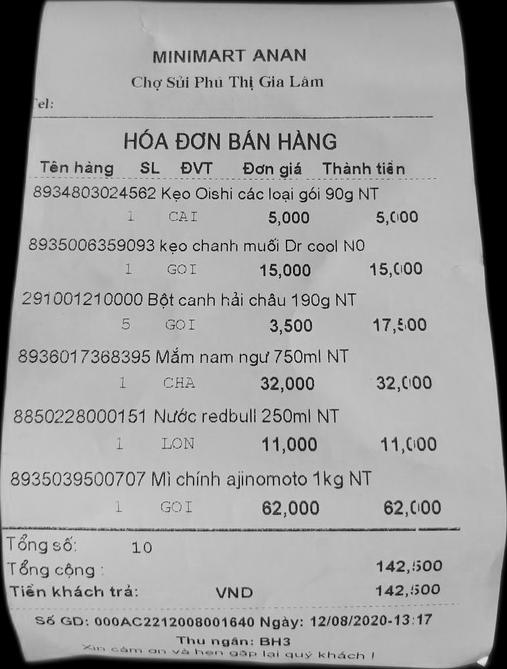 MINIMART ANAN
Chợ Sủi Phú Thị Gia Lâm
Tel:
HÓA ĐƠN BÁN HÀNG
Tên hàng SL ĐVT Đơn giá Thành tiền
8934803024562 Kẹo Oishi các loại gói 90g NT
1 CAI 5,000 5,000
8935006359093 kẹo chanh muối Dr cool N0
1 GOI 15,000 15,000
291001210000 Bột canh hải châu 190g NT
5 GOI 3,500 17,500
8936017368395 Mắm nam ngư 750ml NT
1 CHA 32,000 32,000
8850228000151 Nước redbull 250ml NT
1 LON 11,000 11,000
8935039500707 Mì chính ajinomoto 1kg NT
1 GOI 62,000 62,000
Tổng số: 10
Tổng cộng : 142,500
Tiền khách trả: VND 142,500
Số GD: 000AC2212008001640 Ngày: 12/08/2020-13:17
Thu ngân: BH3
Xin cảm ơn và hẹn gặp lại quý khách !